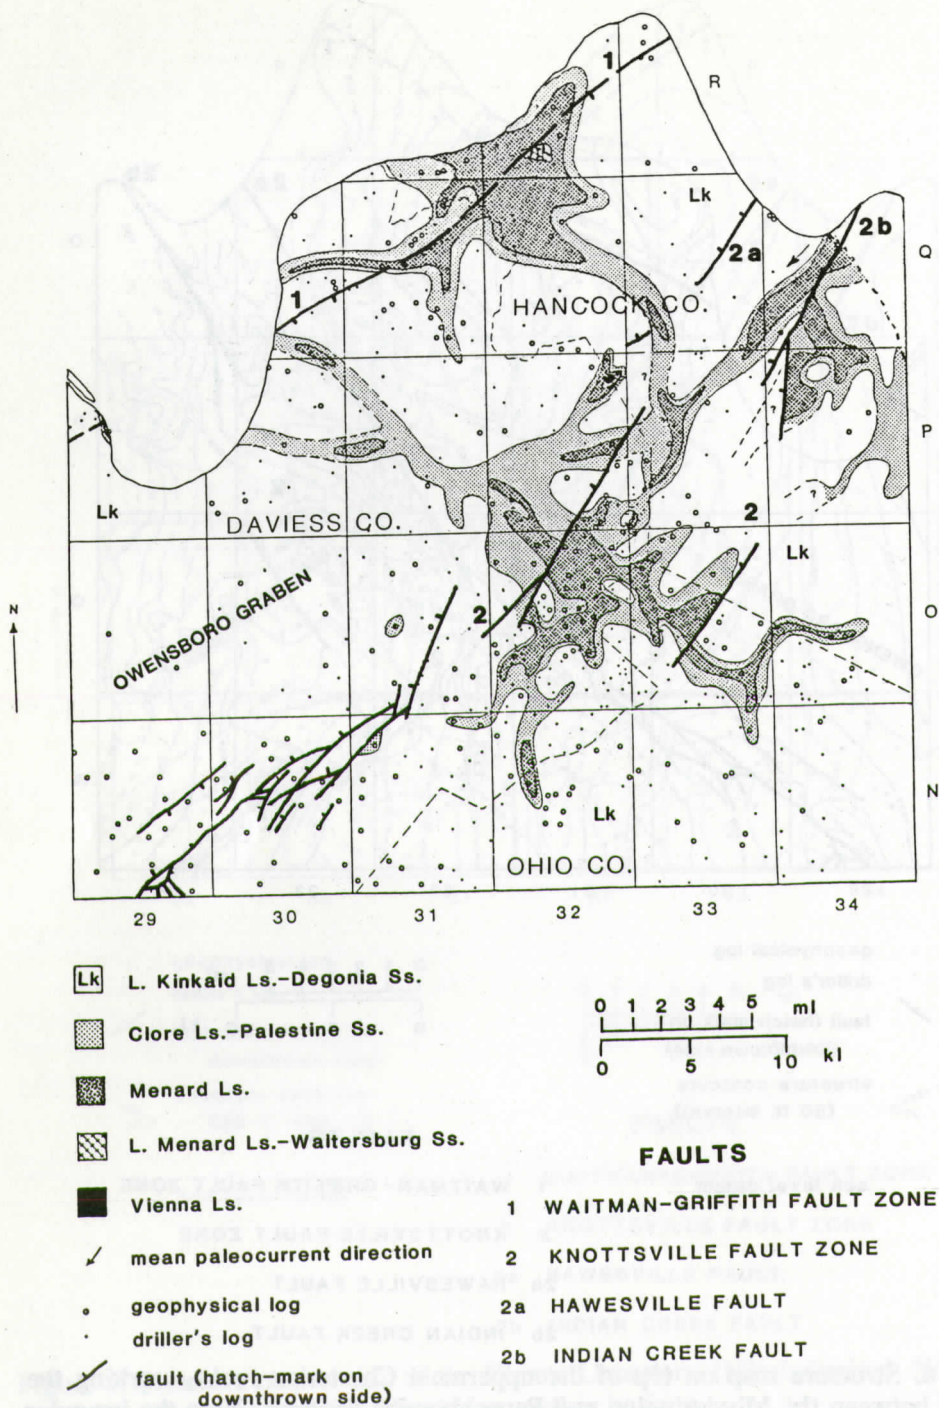 1
R
Lk
2a
2b
Q
1
HANCOCK CO.
?
?
P
?
Lk
DAVIESS CO.
2
Lk
N
OWENSBORO GRABEN
2
O
N
Lk
OHIO CO.
29 30 31 32 33 34
Lk L. Kinkaid Ls.-Degonia Ss.
Clore Ls.-Palestine Ss.
Menard Ls.
L. Menard Ls.-Waltersburg Ss.
Vienna Ls.
mean paleocurrent direction
geophysical log
driller's log
fault (hatch-mark on
downthrown side)
0 1 2 3 4 5 ml
0 5 10 kl
FAULTS
1 WAITMAN-GRIFFITH FAULT ZONE
2 KNOTTSVILLE FAULT ZONE
2a HAWESVILLE FAULT
2b INDIAN CREEK FAULT